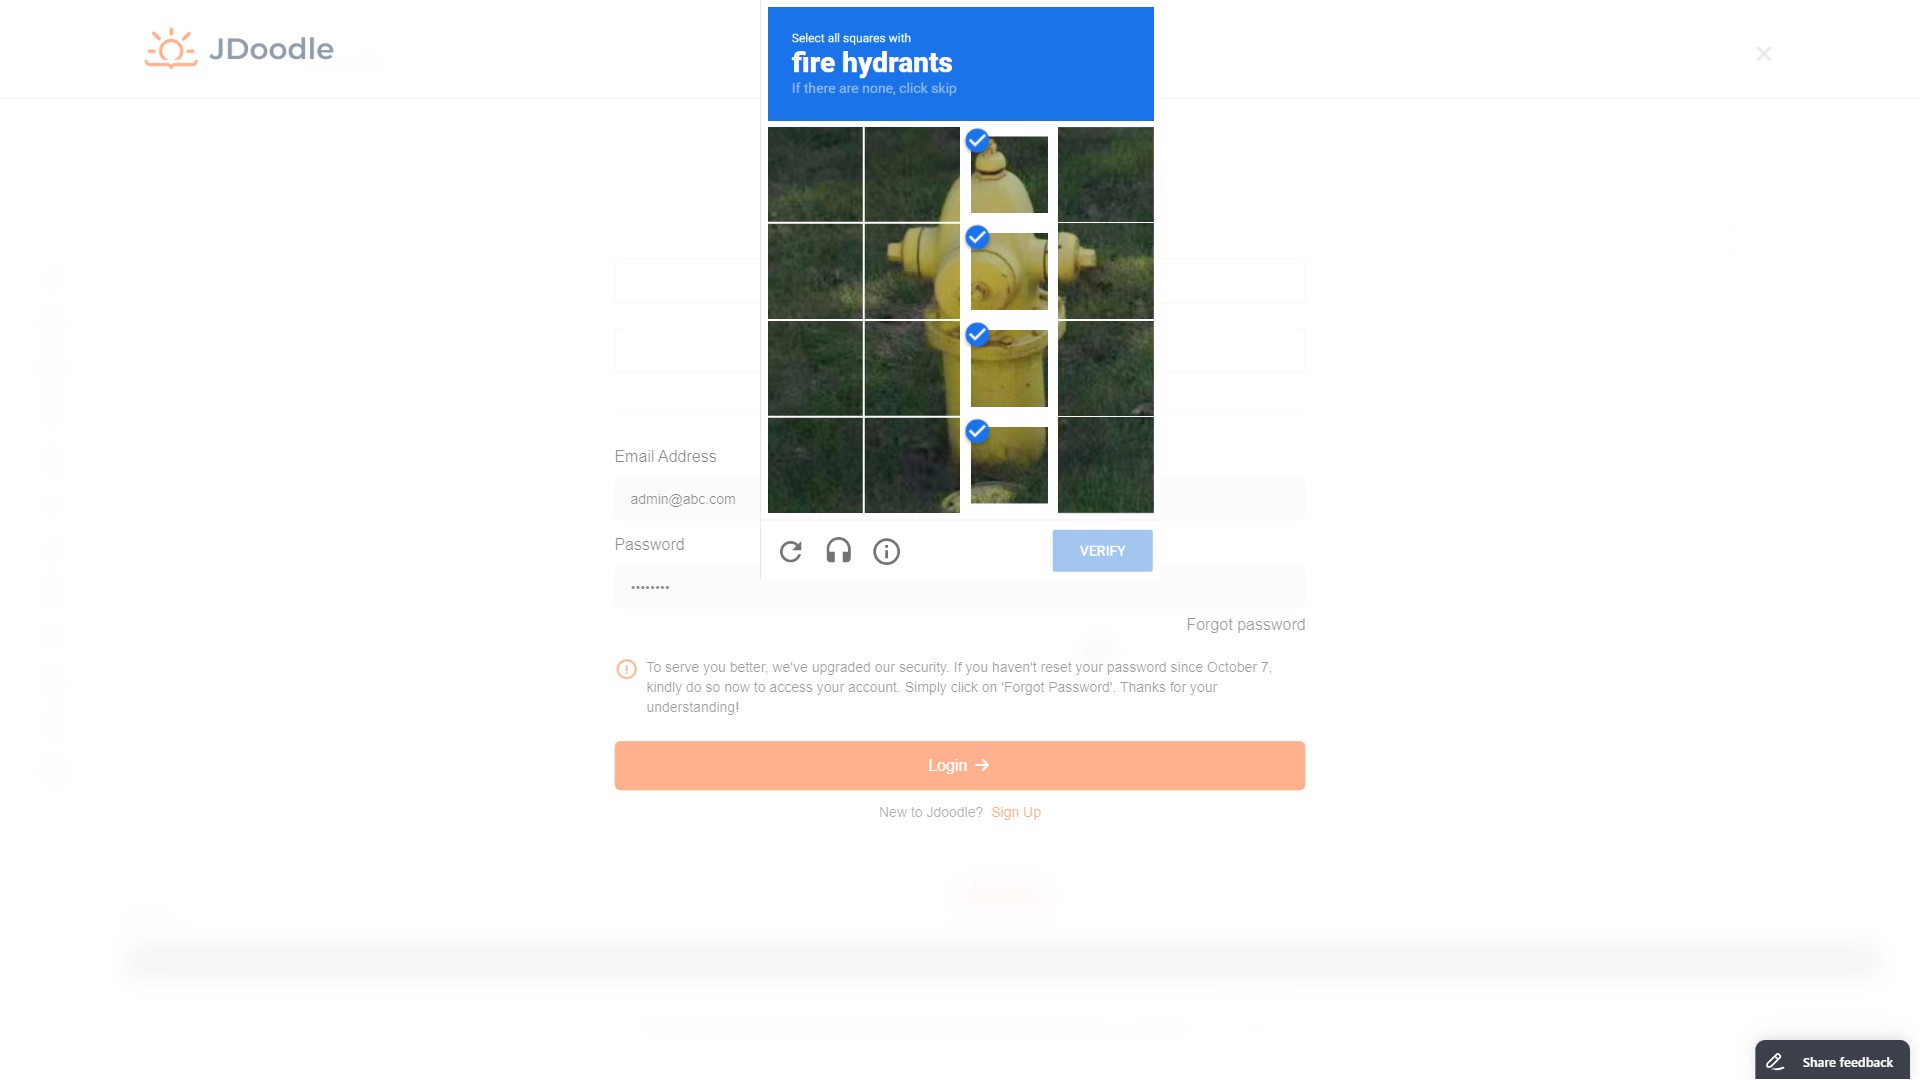 JDoodle
Select all squares with
fire hydrants
If there are none, click skip
Email Address
admin@abc.com
Password
••••••••
VERIFY
Forgot password
To serve you better, we've upgraded our security. If you haven't reset your password since October 7,
kindly do so now to access your account. Simply click on 'Forgot Password'. Thanks for your
understanding!
Login →
New to Jdoodle? Sign Up
Share feedback